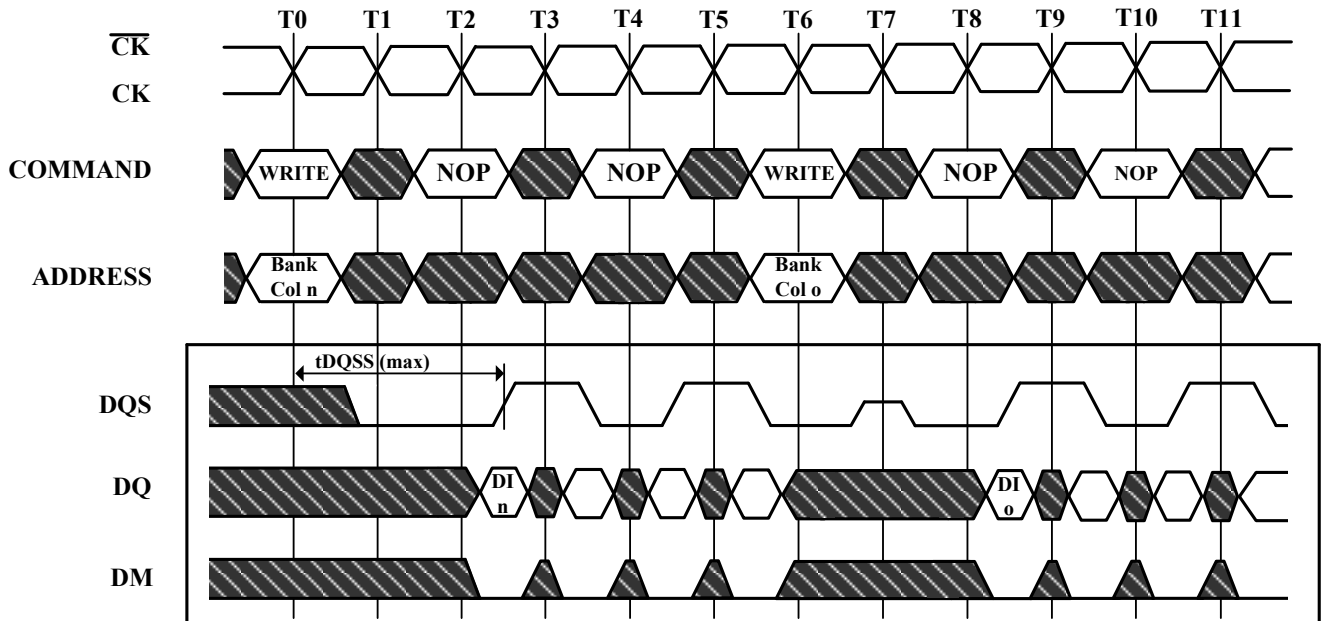 T0 T1 T2 T3 T4 T5 T6 T7 T8 T9 T10 T11
CK
CK
COMMAND WRITE NOP NOP WRITE NOP NOP
ADDRESS Bank Col n Bank Col o
tDQSS (max)
DQS
DQ DI n DI o
DM